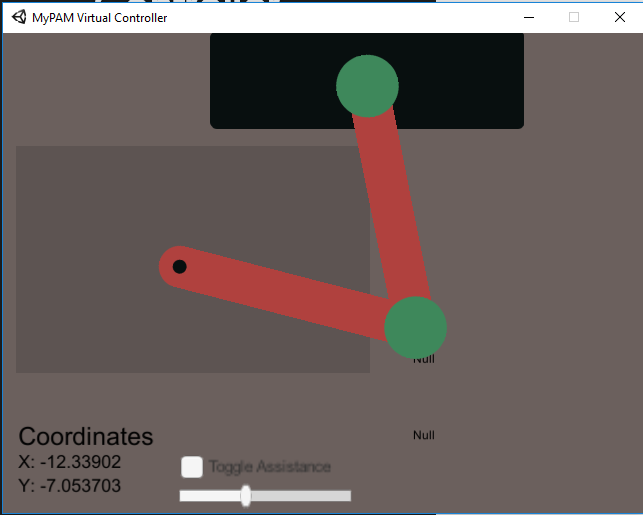 MyPAM Virtual Controller
Null
Null
Coordinates
X: -12.33902
Y: -7.053703
Toggle Assistance